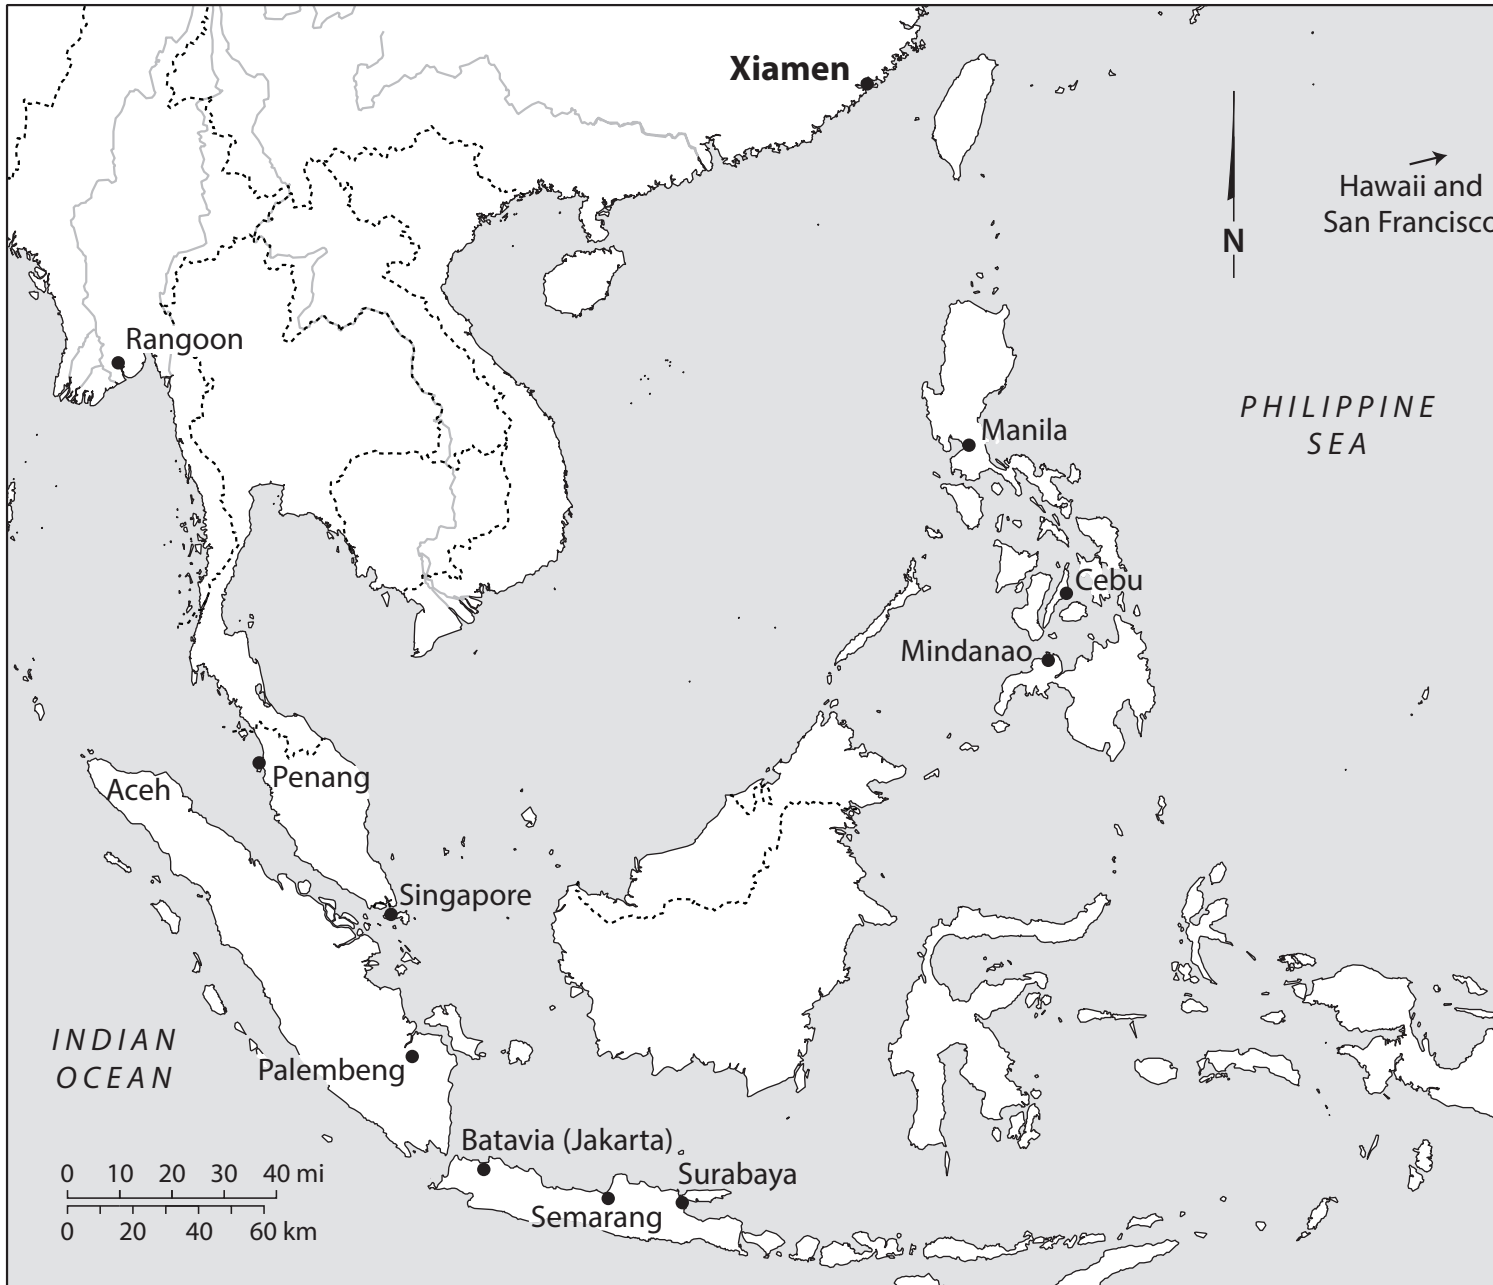 Xiamen
Hawaii and
San Francisco
N
Rangoon
PHILIPPINE
SEA
Manila
Cebu
Mindanao
Penang
Aceh
Singapore
INDIAN
OCEAN
Palembeng
Batavia (Jakarta)
Surabaya
Semarang
0 10 20 30 40 mi
0 20 40 60 km